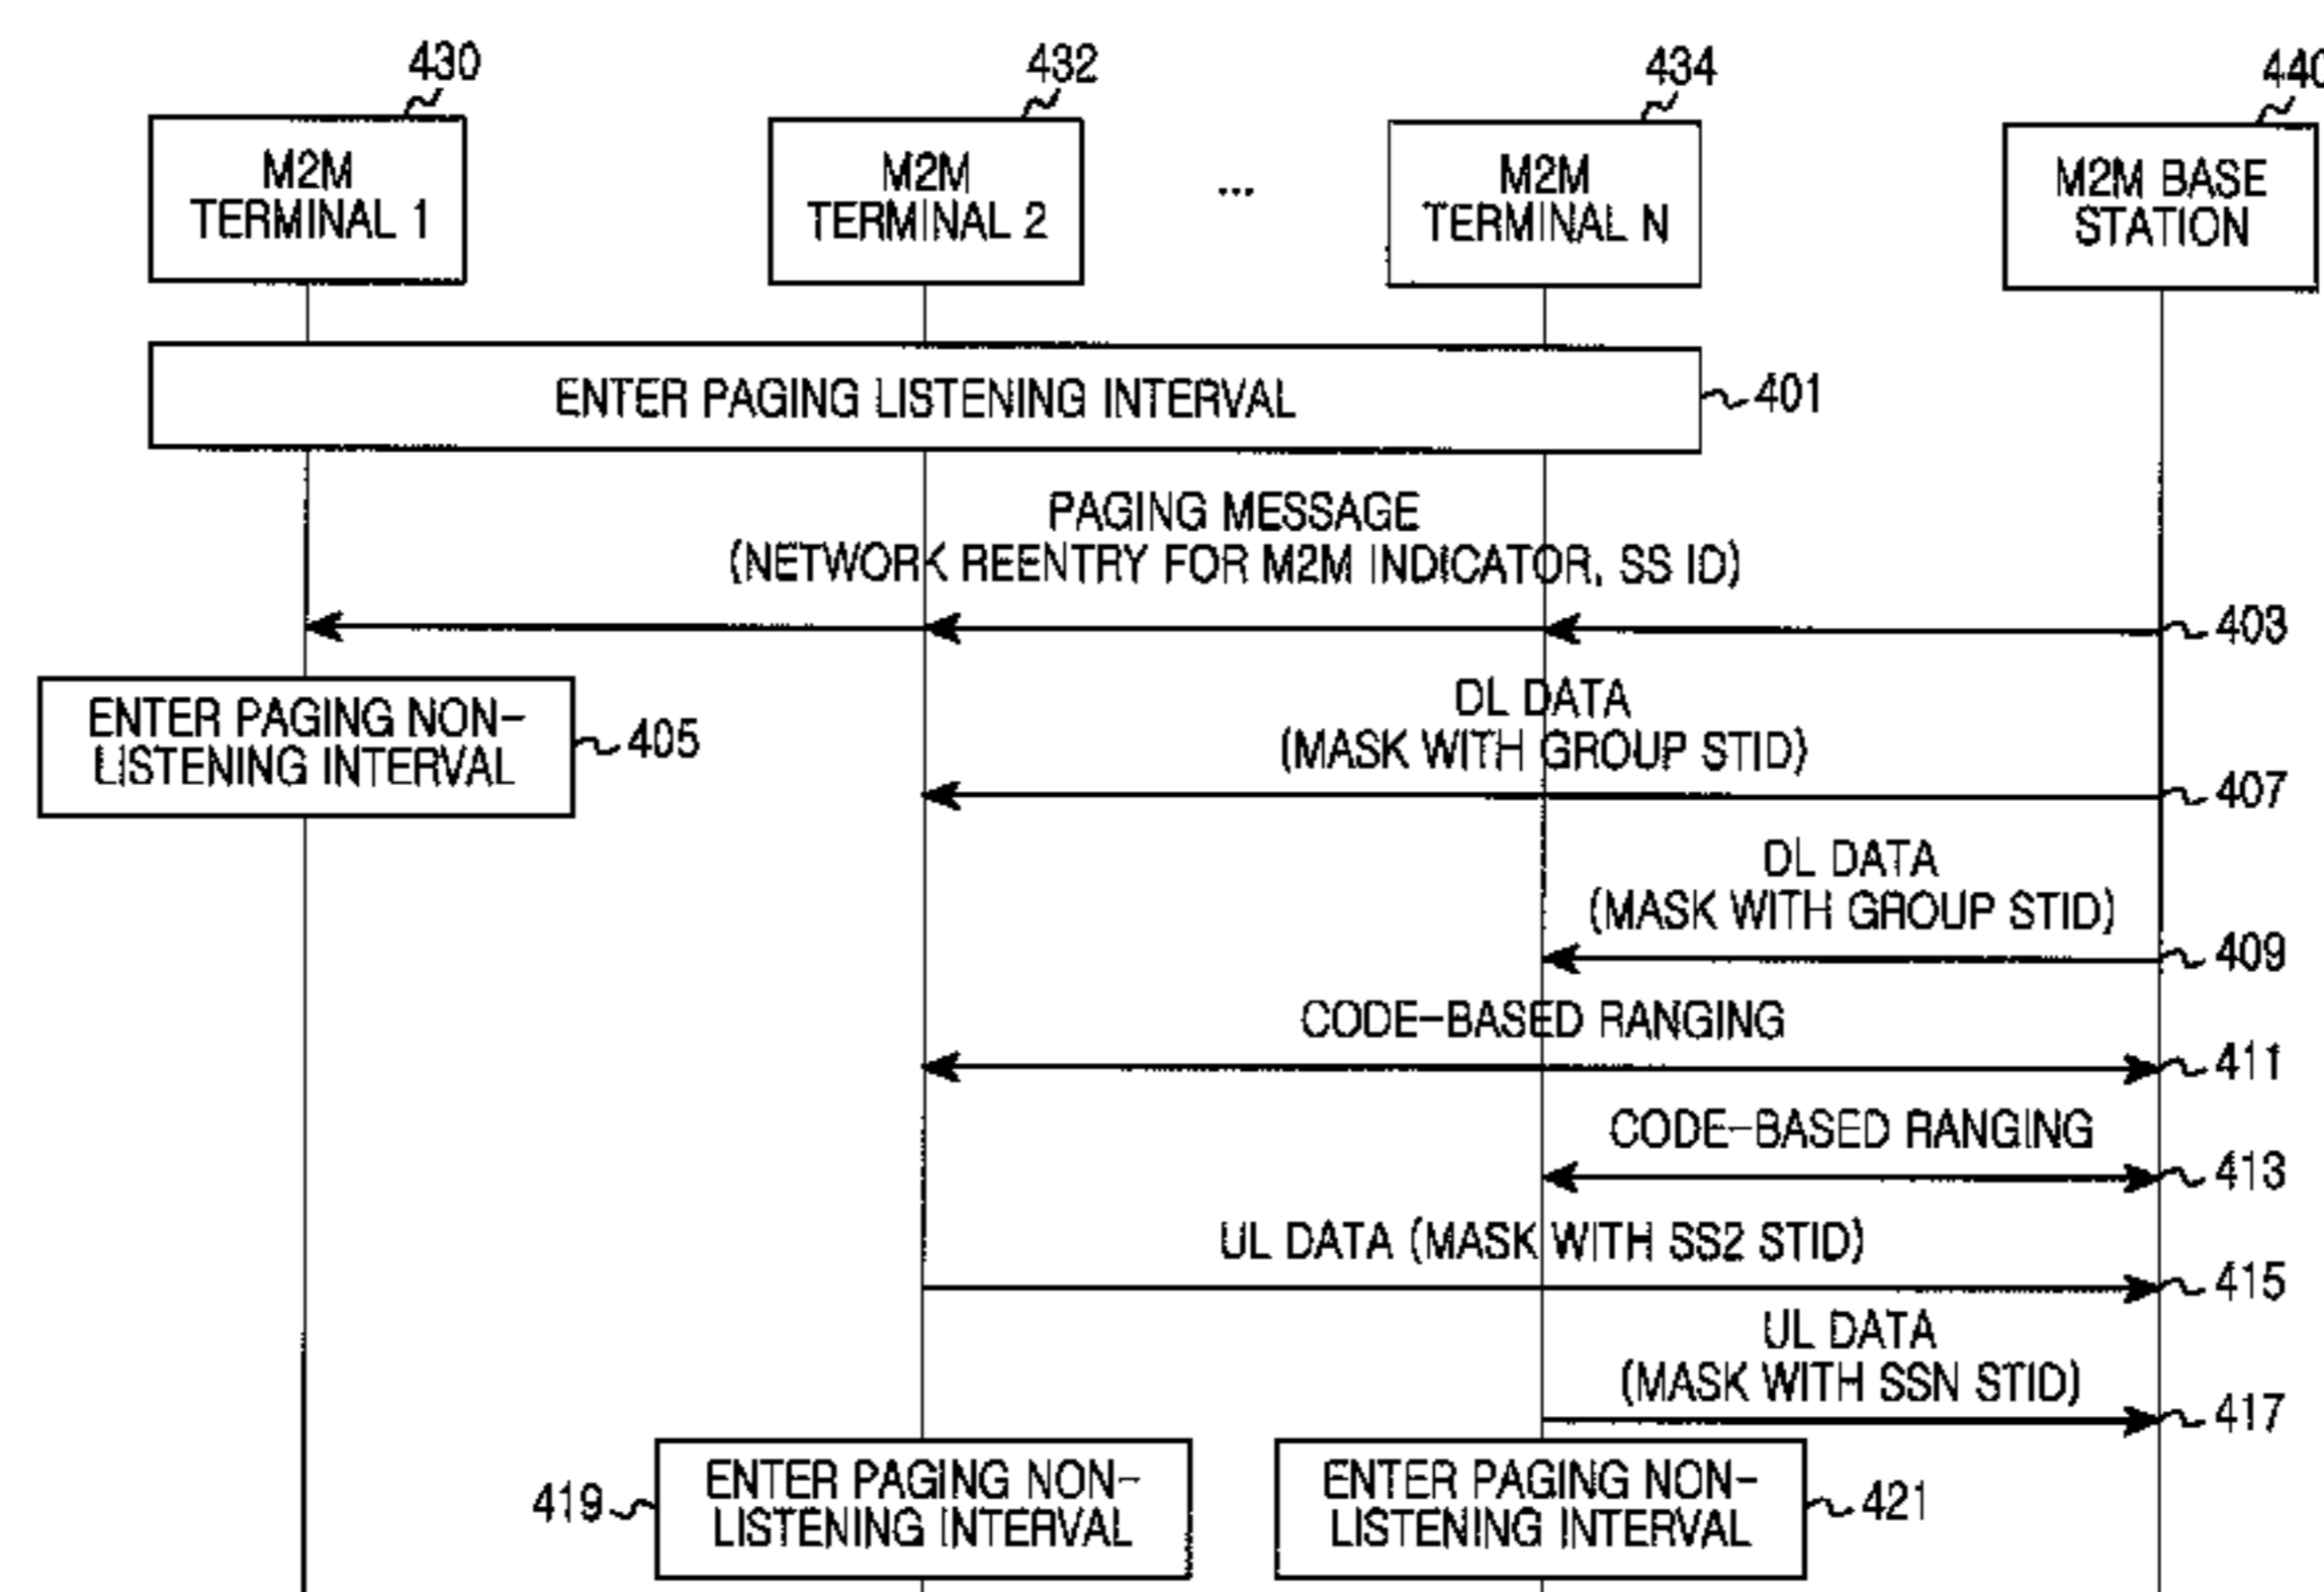 430
432
434
440
M2M
TERMINAL 1
M2M
TERMINAL 2
...
M2M
TERMINAL N
M2M BASE
STATION
ENTER PAGING LISTENING INTERVAL
401
PAGING MESSAGE
(NETWORK REENTRY FOR M2M INDICATOR, SS ID)
403
ENTER PAGING NON-
LISTENING INTERVAL
405
DL DATA
(MASK WITH GROUP STID)
407
DL DATA
(MASK WITH GROUP STID)
409
CODE-BASED RANGING
411
CODE-BASED RANGING
413
UL DATA (MASK WITH SS2 STID)
415
UL DATA
(MASK WITH SSN STID)
417
419
ENTER PAGING NON-
LISTENING INTERVAL
ENTER PAGING NON-
LISTENING INTERVAL
421